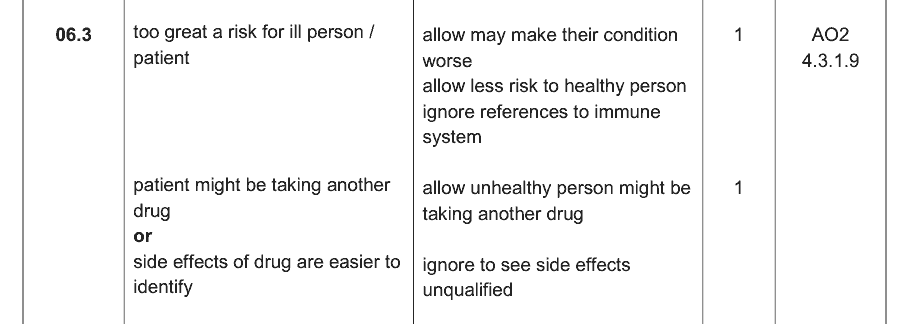 06.3
too great a risk for ill person /
patient
allow may make their condition
worse
allow less risk to healthy person
ignore references to immune
system
1
AO2
4.3.1.9
patient might be taking another
drug
or
side effects of drug are easier to
identify
allow unhealthy person might be
taking another drug
ignore to see side effects
unqualified
1